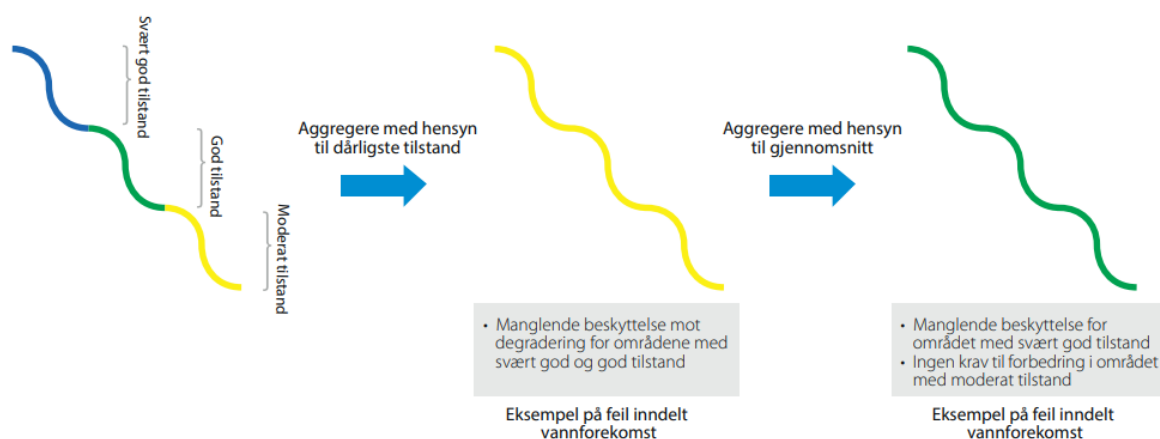 Svært god tilstand
God tilstand
Moderat tilstand
Aggregere med hensyn
til dårligste tilstand
• Manglende beskyttelse mot
degradering for områdene med
svært god og god tilstand
Eksempel på feil inndelt
vannforekomst
Aggregere med hensyn
til gjennomsnitt
• Manglende beskyttelse for
området med svært god tilstand
• Ingen krav til forbedring i området
med moderat tilstand
Eksempel på feil inndelt
vannforekomst